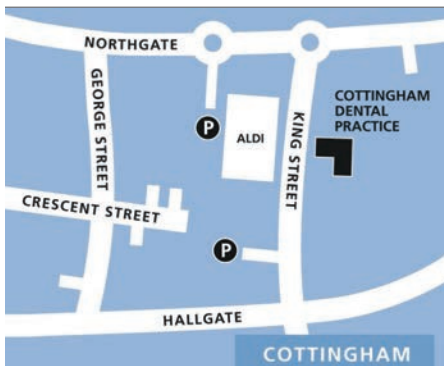 NORTHGATE
GEORGE STREET
COTTINGHAM
DENTAL
PRACTICE
P
ALDI
KING STREET
CRESCENT STREET
P
HALLGATE
COTTINGHAM